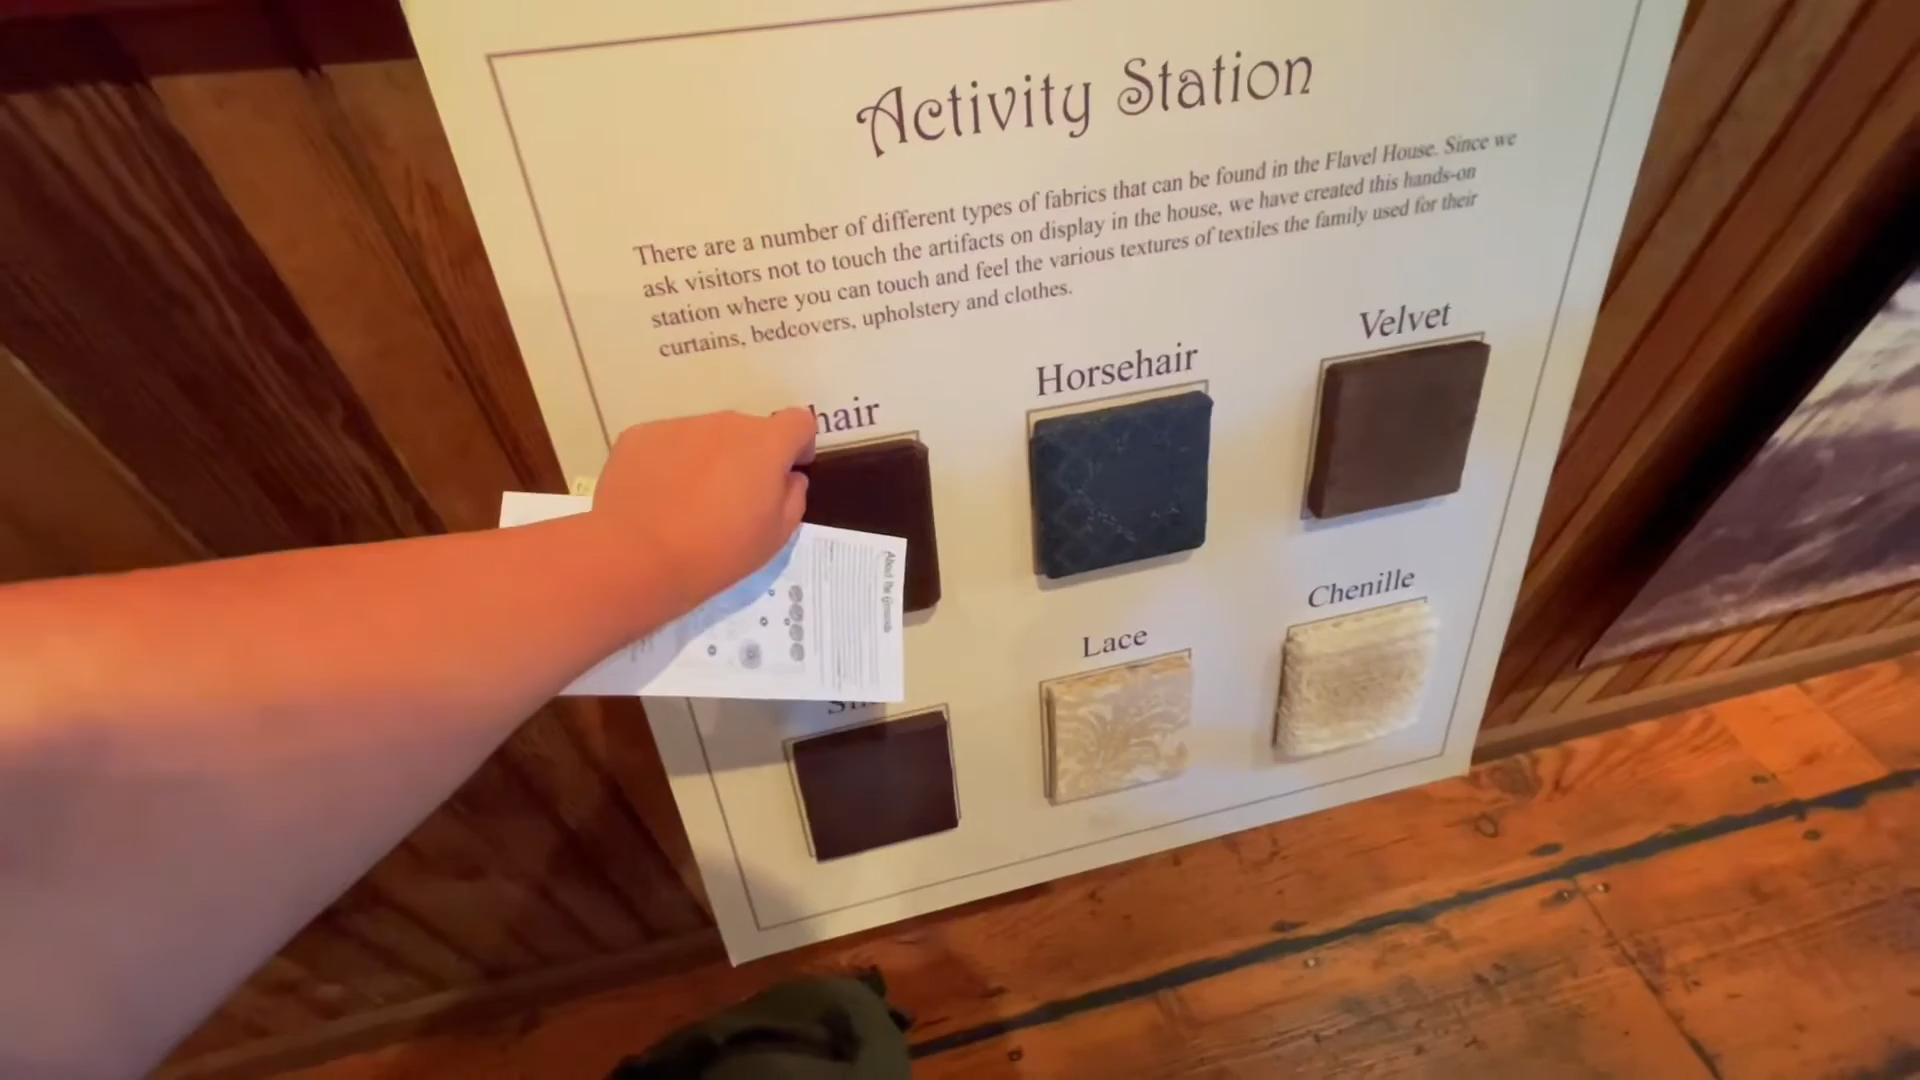 Activity Station
There are a number of different types of fabrics that can be found in the Flavel House. Since we
ask visitors not to touch the artifacts on display in the house, we have created this hands-on
station where you can touch and feel the various textures of textiles the family used for their
curtains, bedcovers, upholstery and clothes.
hair
Horsehair
Velvet
Lace
Chenille
About the Grounds